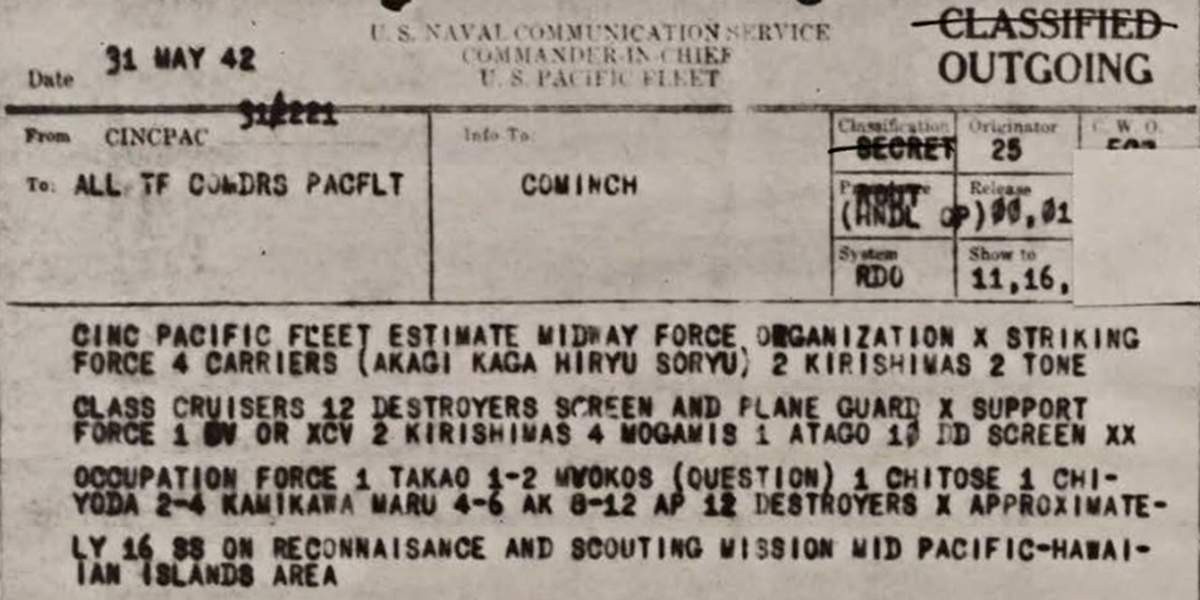 U. S. NAVAL COMMUNICATION SERVICE
COMMANDER IN CHIEF
U. S. PACIFIC FLEET
CLASSIFIED
OUTGOING
Date 31 MAY 42
From CINCPAC
To: ALL TF COMDRS PACFLT
Info To:
COMINCH
Classification
SECRET
Originator
25
C. W. O.
(HNDL OP)
Release
00,01
System
RDO
Show to
11,16,
CINC PACIFIC FLEET ESTIMATE MIDWAY FORCE ORGANIZATION X STRIKING
FORCE 4 CARRIERS (AKAGI KAGA HIRYU SORYU) 2 KIRISHIMAS 2 TONE
CLASS CRUISERS 12 DESTROYERS SCREEN AND PLANE GUARD X SUPPORT
FORCE 1 OR XCV 2 KIRISHIMAS 4 MOGAMIS 1 ATAGO DD SCREEN XX
OCCUPATION FORCE 1 TAKAO 1-2 MYOKOS (QUESTION) 1 CHITOSE 1 CHI-
YODA 2-4 KAMIKAWA MARU 4-6 AK 8-12 AP 12 DESTROYERS X APPROXIMATE-
LY 16 SS ON RECONNAISANCE AND SCOUTING MISSION MID PACIFIC-HAWAI-
IAN ISLANDS AREA